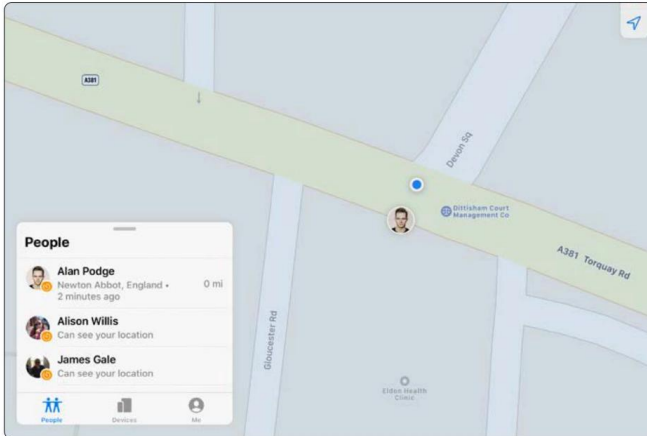 A381
Devon Sq
Dittisham Court
Management Co
A381 Torquay Rd
Gloucester Rd
Eldon Health
Clinic
People
Alan Podge
Newton Abbot, England •
2 minutes ago
0 mi
Alison Willis
Can see your location
James Gale
Can see your location
People
Devices
Me